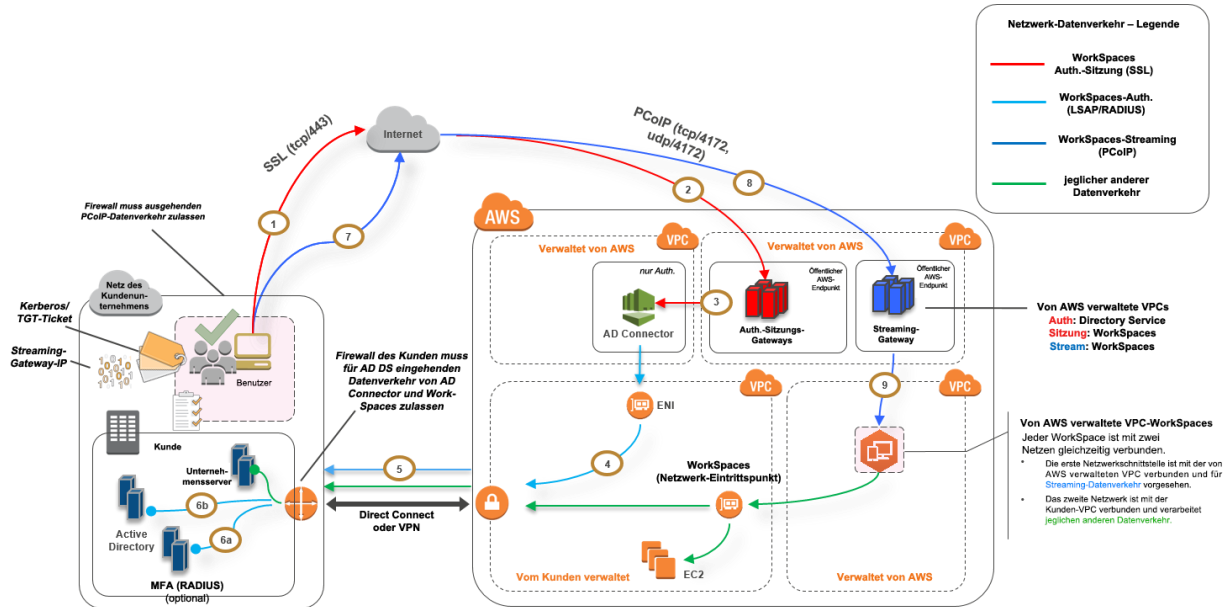 Netzwerk-Datenverkehr – Legende
WorkSpaces
Auth.-Sitzung (SSL)
WorkSpaces-Auth.
(LSAP/RADIUS)
WorkSpaces-Streaming
(PCoIP)
jeglicher anderer
Datenverkehr
SSL (tcp/443)
Internet
PCoIP (tcp/4172,
udp/4172)
1
7
2
8
Firewall muss ausgehenden
PCoIP-Datenverkehr zulassen
Netz des
Kundenun-
ternehmens
Kerberos/
TGT-Ticket
Streaming-
Gateway-IP
Benutzer
Firewall des Kunden muss
für AD DS eingehenden
Datenverkehr von AD
Connector und Work-
Spaces zulassen
Kunde
Unterneh-
mensserver
6b
Active
Directory
6a
MFA (RADIUS)
(optional)
5
Direct Connect
oder VPN
AWS
Verwaltet von AWS
VPC
nur Auth.
AD Connector
3
Verwaltet von AWS
VPC
Öffentlicher
AWS-
Endpunkt
Auth.-Sitzungs-
Gateways
Öffentlicher
AWS-
Endpunkt
Streaming-
Gateway
VPC
ENI
4
WorkSpaces
(Netzwerk-Eintrittspunkt)
EC2
Vom Kunden verwaltet
VPC
9
Verwaltet von AWS
Von AWS verwaltete VPCs
Auth: Directory Service
Sitzung: WorkSpaces
Stream: WorkSpaces
Von AWS verwaltete VPC-WorkSpaces
Jeder WorkSpace ist mit zwei
Netzen gleichzeitig verbunden.
• Die erste Netzwerkschnittstelle ist mit der von
AWS verwalteten VPC verbunden und für
Streaming-Datenverkehr vorgesehen.
• Das zweite Netzwerk ist mit der
Kunden-VPC verbunden und verarbeitet
jeglichen anderen Datenverkehr.